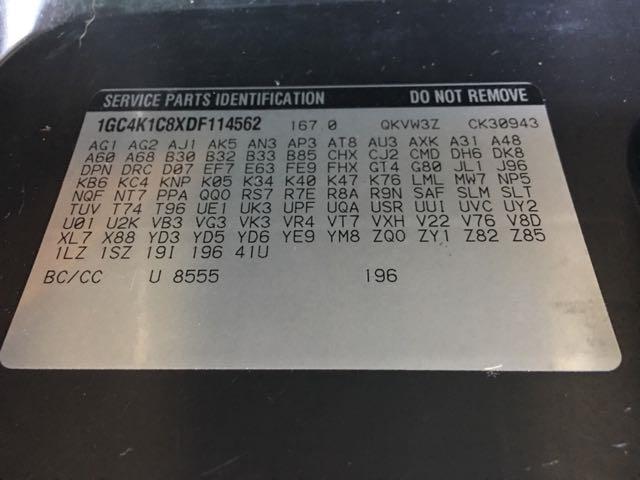 SERVICE PARTS IDENTIFICATION DO NOT REMOVE
1GC4K1C8XDF114562 167.0 QKVW3Z CK30943
AG1 AG2 AJ1 AK5 AN3 AP3 AT8 AU3 AXK A31 A48
A60 A68 B30 B32 B33 B85 CHX CJ2 CMD DH6 DK8
DPN DRC D07 EF7 E63 FE9 FHX GT4 G80 JL1 J96
KB6 KC4 KNP K05 K34 K40 K47 K76 LML MW7 NP5
NQF NT7 PPA QQO RS7 R7E R8A R9N SAF SLM SLT
TUV T74 T96 UE1 UK3 UPF UQA USR UUI UVC UY2
U01 U2K VB3 VG3 VK3 VR4 VT7 VXH V22 V76 V8D
XL7 X88 YD3 YD5 YD6 YE9 YM8 ZQ0 ZY1 Z82 Z85
1LZ 1SZ 19I 196 41U
BC/CC U 8555 196